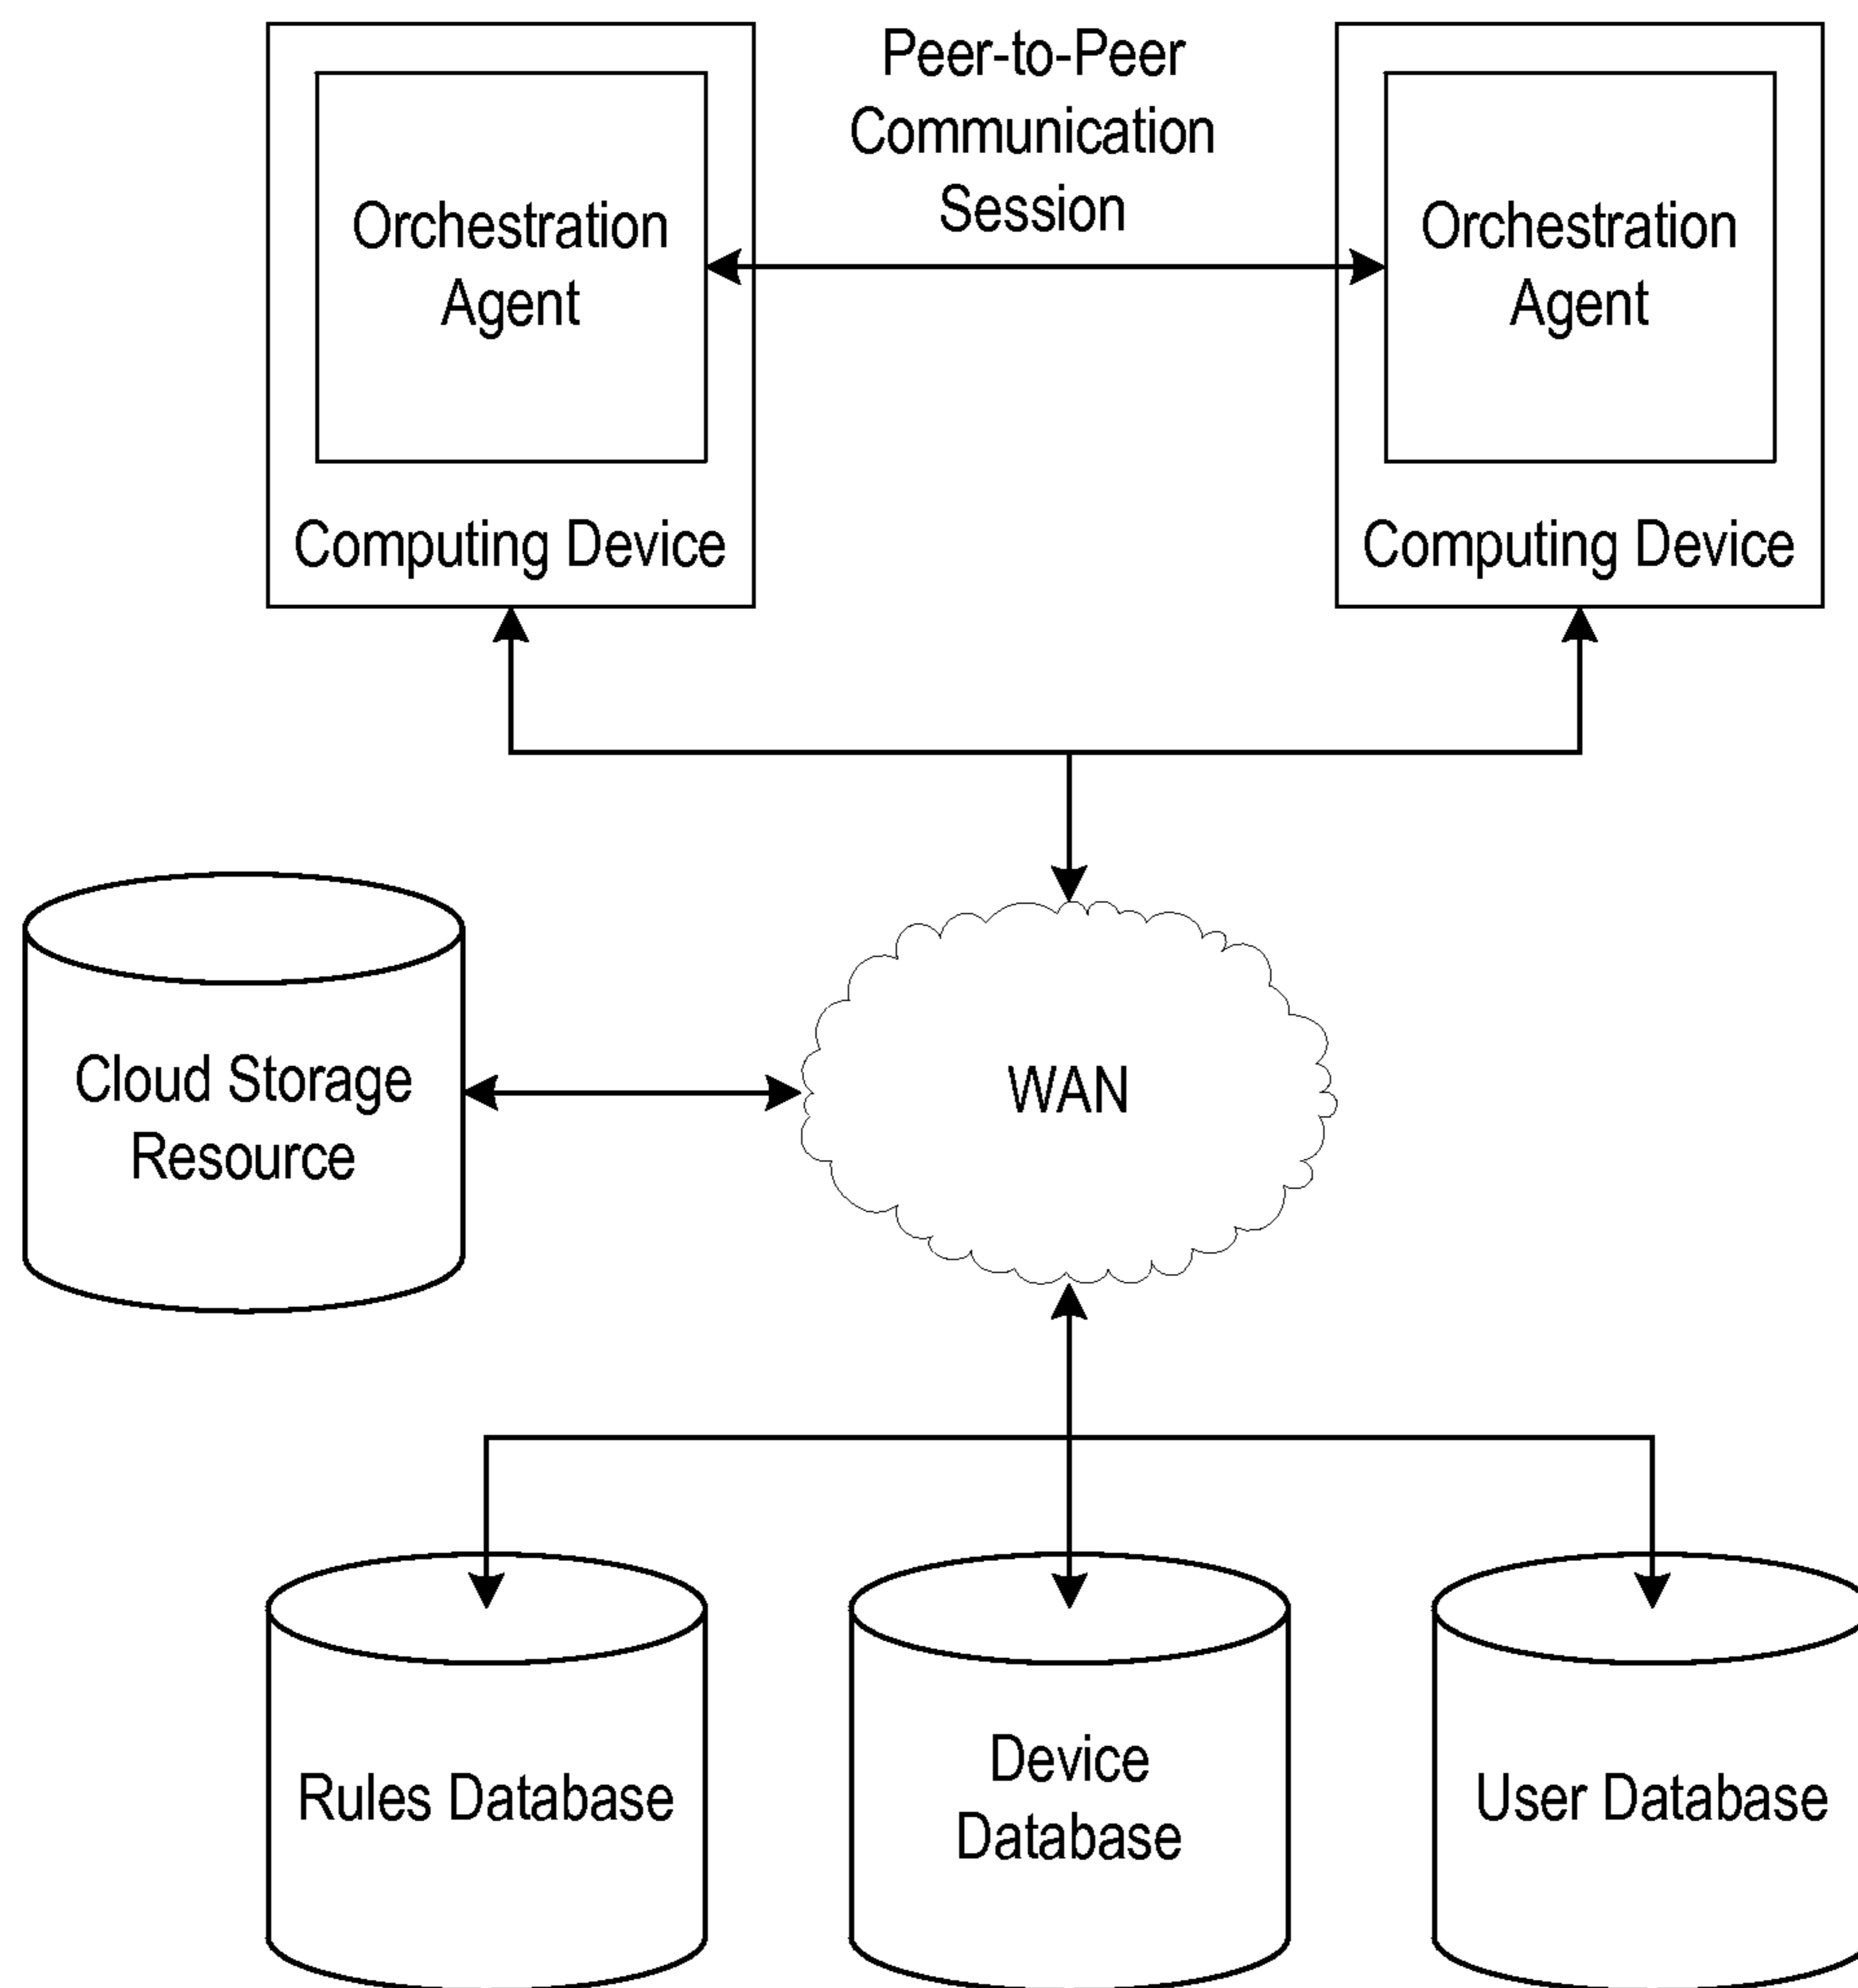 Peer-to-Peer
Communication
Session
Orchestration
Agent
Computing Device
Orchestration
Agent
Computing Device
Cloud Storage
Resource
WAN
Rules Database
Device
Database
User Database